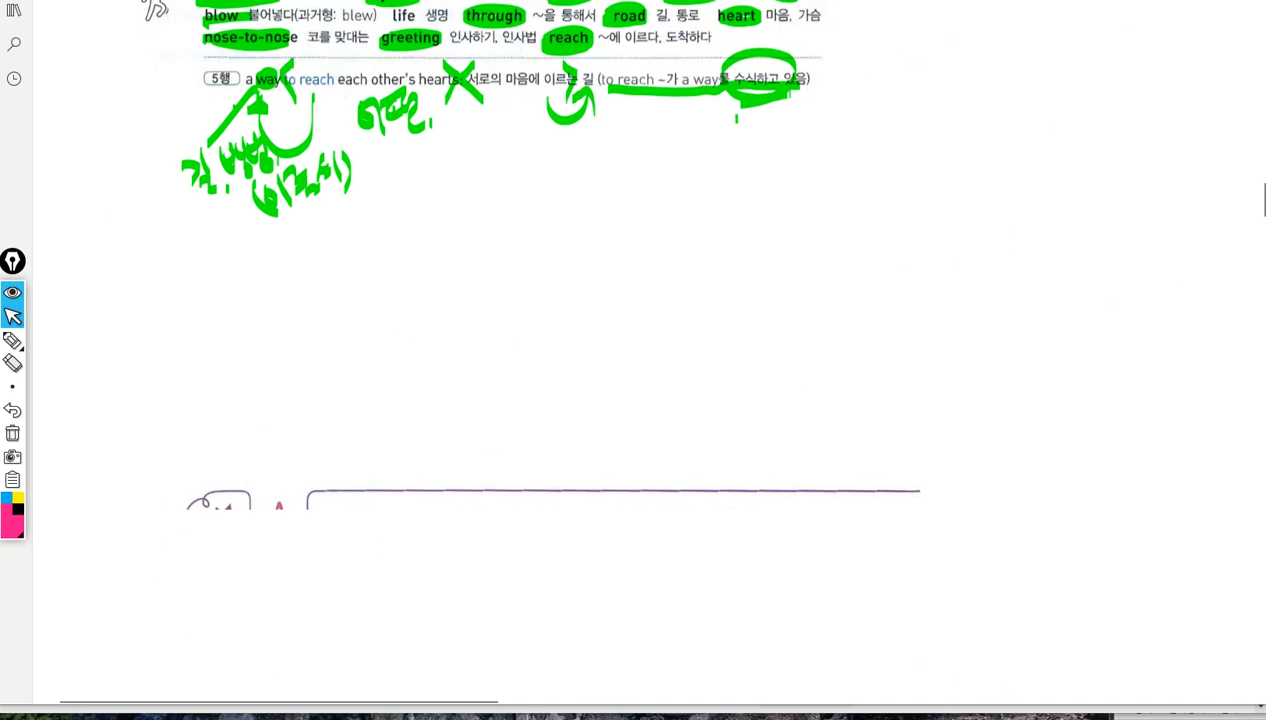 blow 불어넣다(과거형: blew) life 생명 through ~을 통해서 road 길, 통로 heart 마음, 가슴
nose-to-nose 코를 맞대는 greeting 인사하기, 인사법 reach ~에 이르다, 도착하다
5행 a way to reach each other's hearts: 서로의 마음에 이르는 길 (to reach ~가 a way를 수식하고 있음)
길. 방법